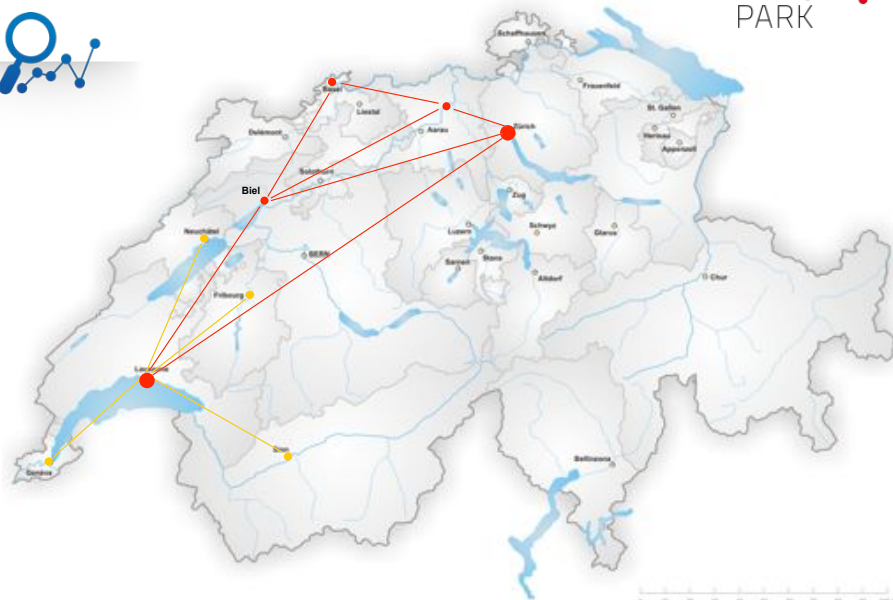 PARK
Schaffhausen
Basel
Frauenfeld
Liestal
St. Gallen
Delémont
Aarau
Zürich
Herisau
Appenzell
Solothurn
Biel
Zug
Neuchâtel
Luzern
Schwyz
Glarus
BERN
Stans
Sarnen
Altdorf
Chur
Fribourg
Lausanne
Sion
Bellinzona
Genève